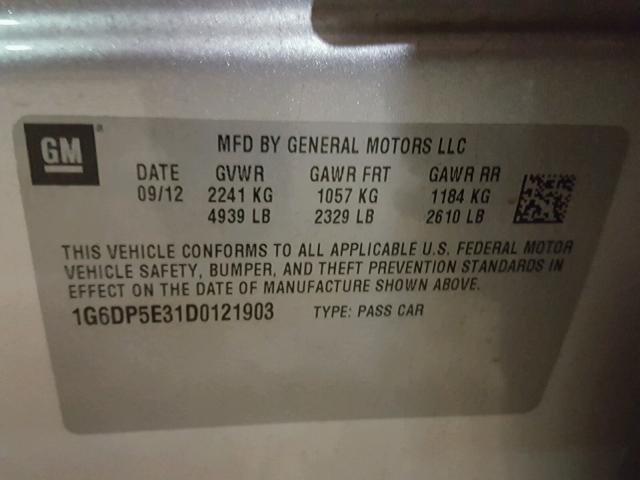 GM®
MFD BY GENERAL MOTORS LLC
DATE GVWR GAWR FRT GAWR RR
09/12 2241 KG 1057 KG 1184 KG
4939 LB 2329 LB 2610 LB
THIS VEHICLE CONFORMS TO ALL APPLICABLE U.S. FEDERAL MOTOR
VEHICLE SAFETY, BUMPER, AND THEFT PREVENTION STANDARDS IN
EFFECT ON THE DATE OF MANUFACTURE SHOWN ABOVE.
1G6DP5E31D0121903 TYPE: PASS CAR